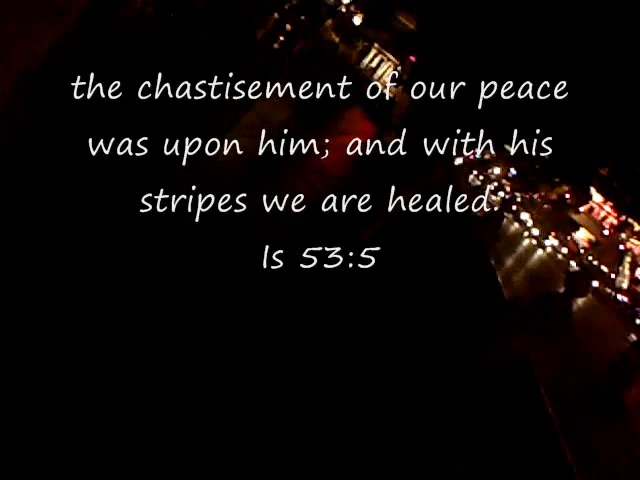 the chastisement of our peace
was upon him; and with his
stripes we are healed.
Is 53:5